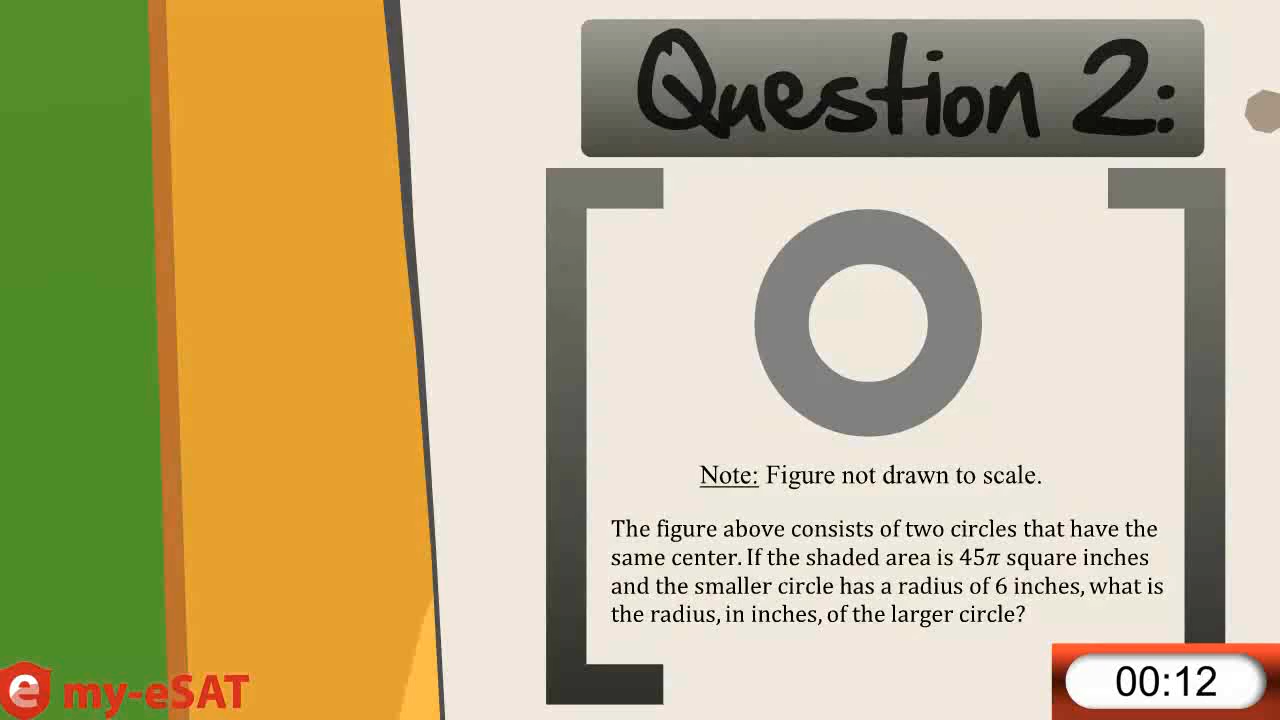 Question 2:
Note: Figure not drawn to scale.
The figure above consists of two circles that have the
same center. If the shaded area is 45𝜋 square inches
and the smaller circle has a radius of 6 inches, what is
the radius, in inches, of the larger circle?
e my-eSAT
00:12